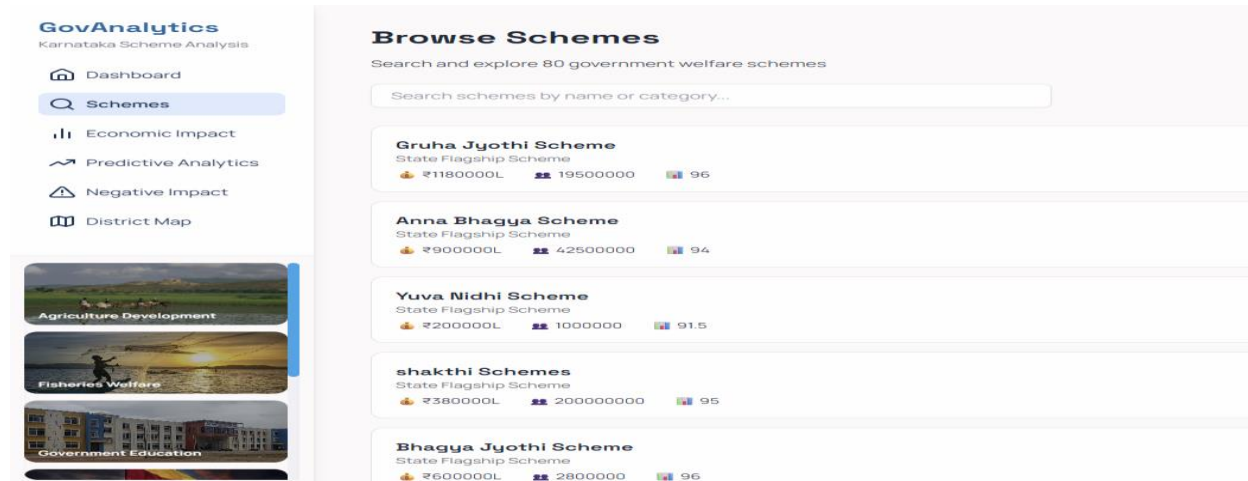 GovAnalytics
Karnataka Scheme Analysis
Dashboard
Schemes
Economic Impact
Predictive Analytics
Negative Impact
District Map
Agriculture Development
Fisheries Welfare
Government Education
Browse Schemes
Search and explore 80 government welfare schemes
Search schemes by name or category...
Gruha Jyothi Scheme
State Flagship Scheme
₹1180000L 19500000 96
Anna Bhagya Scheme
State Flagship Scheme
₹900000L 42500000 94
Yuva Nidhi Scheme
State Flagship Scheme
₹200000L 1000000 91.5
shakthi Schemes
State Flagship Scheme
₹380000L 200000000 95
Bhagya Jyothi Scheme
State Flagship Scheme
₹600000L 2800000 96